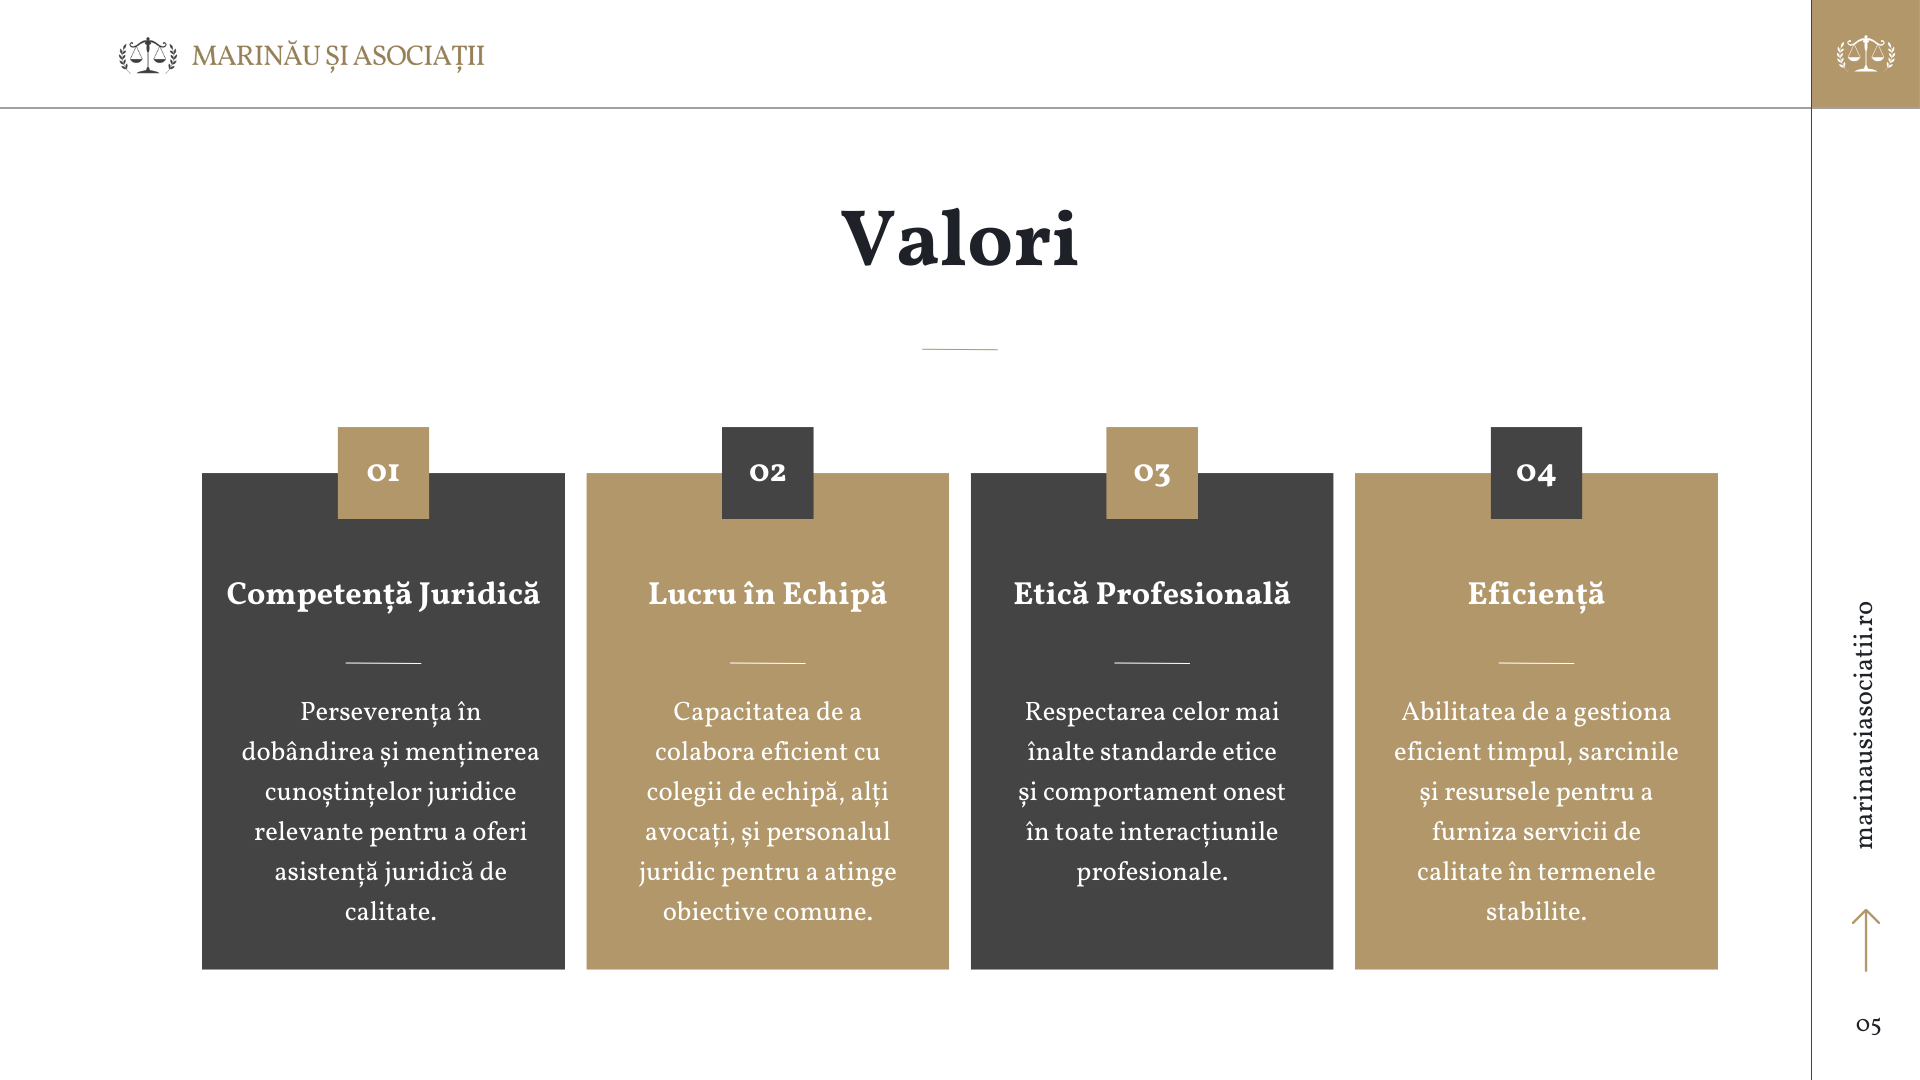 MARINĂU ȘI ASOCIAȚII
Valori
01
Competență Juridică
Perseverența în
dobândirea și menținerea
cunoștințelor juridice
relevante pentru a oferi
asistență juridică de
calitate.
02
Lucru în Echipă
Capacitatea de a
colabora eficient cu
colegii de echipă, alți
avocați, și personalul
juridic pentru a atinge
obiective comune.
03
Etică Profesională
Respectarea celor mai
înalte standarde etice
și comportament onest
în toate interacțiunile
profesionale.
04
Eficiență
Abilitatea de a gestiona
eficient timpul, sarcinile
și resursele pentru a
furniza servicii de
calitate în termenele
stabilite.
marinausiasociatii.ro
05